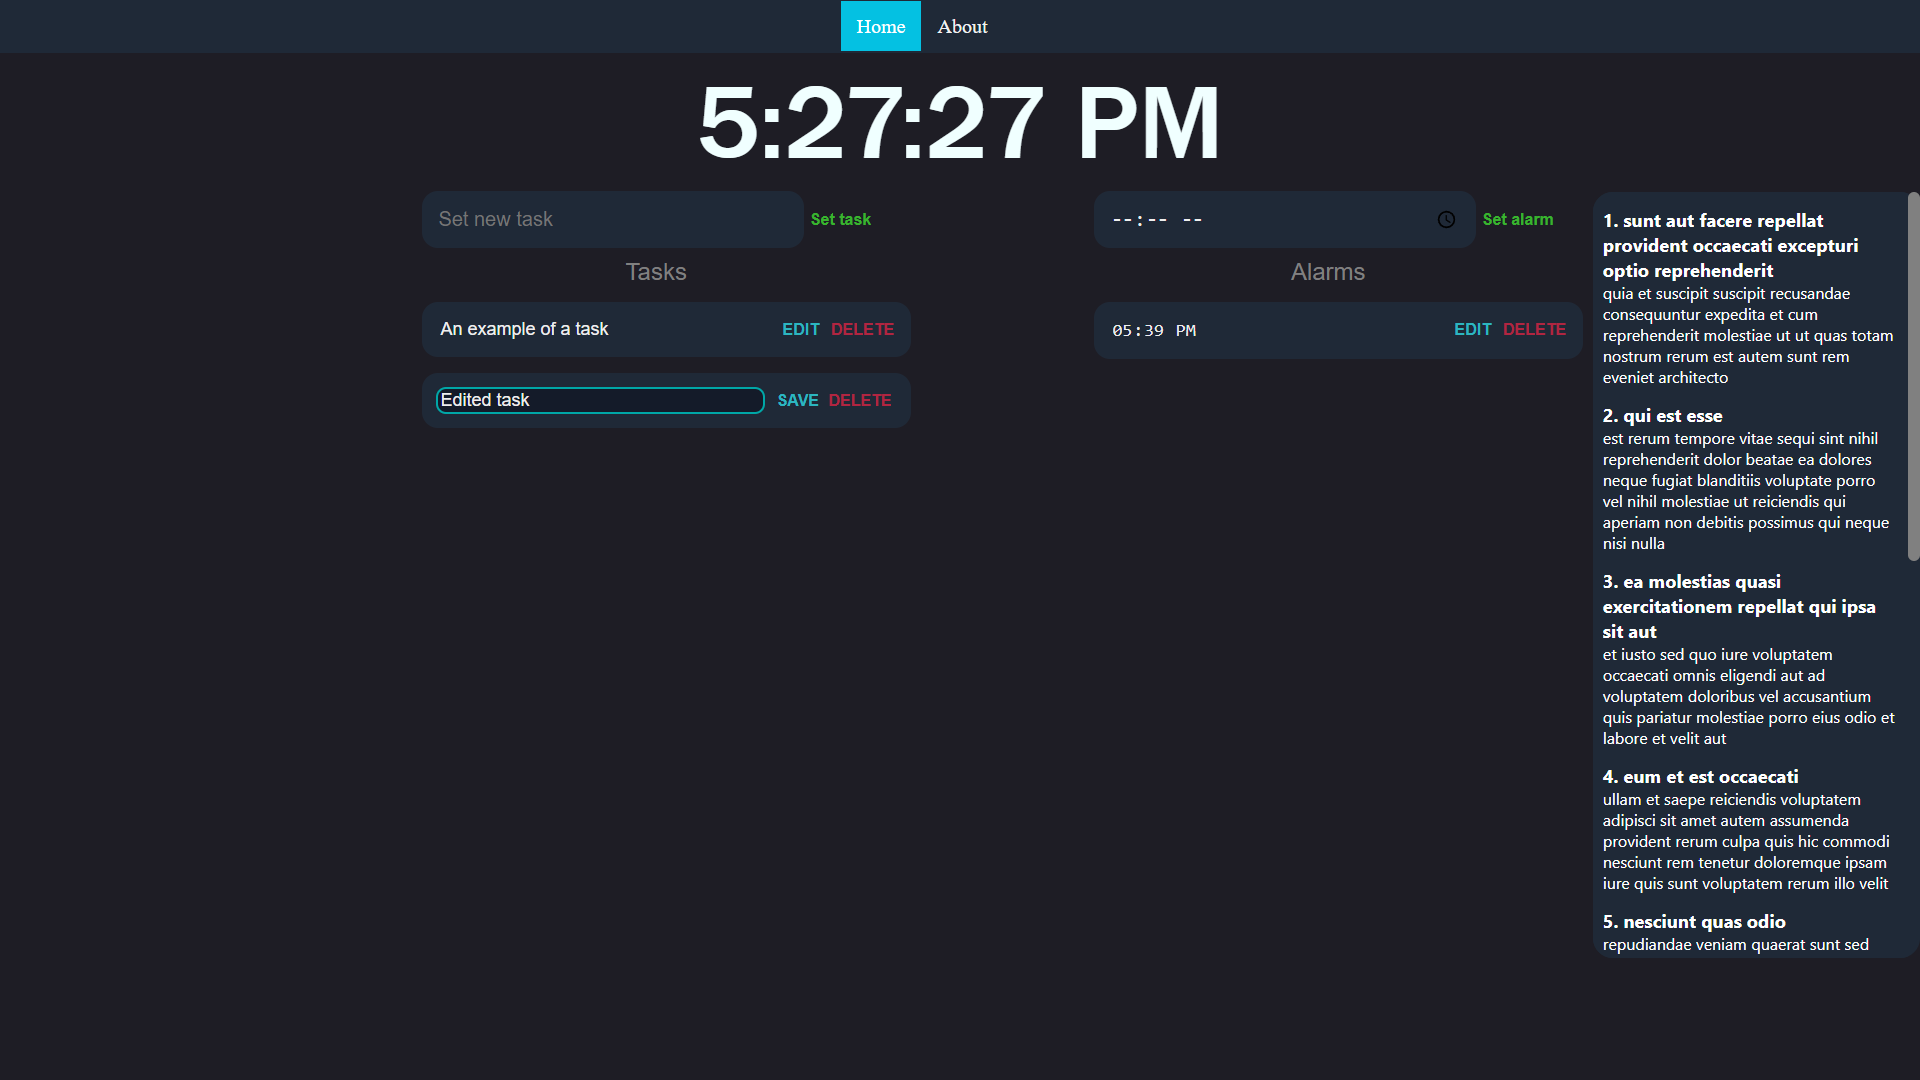 Home About
5:27:27 PM
Set new task Set task
Tasks
An example of a task EDIT DELETE
Edited task SAVE DELETE
--:-- -- Set alarm
Alarms
05:39 PM EDIT DELETE
1. sunt aut facere repellat
provident occaecati excepturi
optio reprehenderit
quia et suscipit suscipit recusandae
consequuntur expedita et cum
reprehenderit molestiae ut ut quas totam
nostrum rerum est autem sunt rem
eveniet architecto
2. qui est esse
est rerum tempore vitae sequi sint nihil
reprehenderit dolor beatae ea dolores
neque fugiat blanditiis voluptate porro
vel nihil molestiae ut reiciendis qui
aperiam non debitis possimus qui neque
nisi nulla
3. ea molestias quasi
exercitationem repellat qui ipsa
sit aut
et iusto sed quo iure voluptatem
occaecati omnis eligendi aut ad
voluptatem doloribus vel accusantium
quis pariatur molestiae porro eius odio et
labore et velit aut
4. eum et est occaecati
ullam et saepe reiciendis voluptatem
adipisci sit amet autem assumenda
provident rerum culpa quis hic commodi
nesciunt rem tenetur doloremque ipsam
iure quis sunt voluptatem rerum illo velit
5. nesciunt quas odio
repudiandae veniam quaerat sunt sed